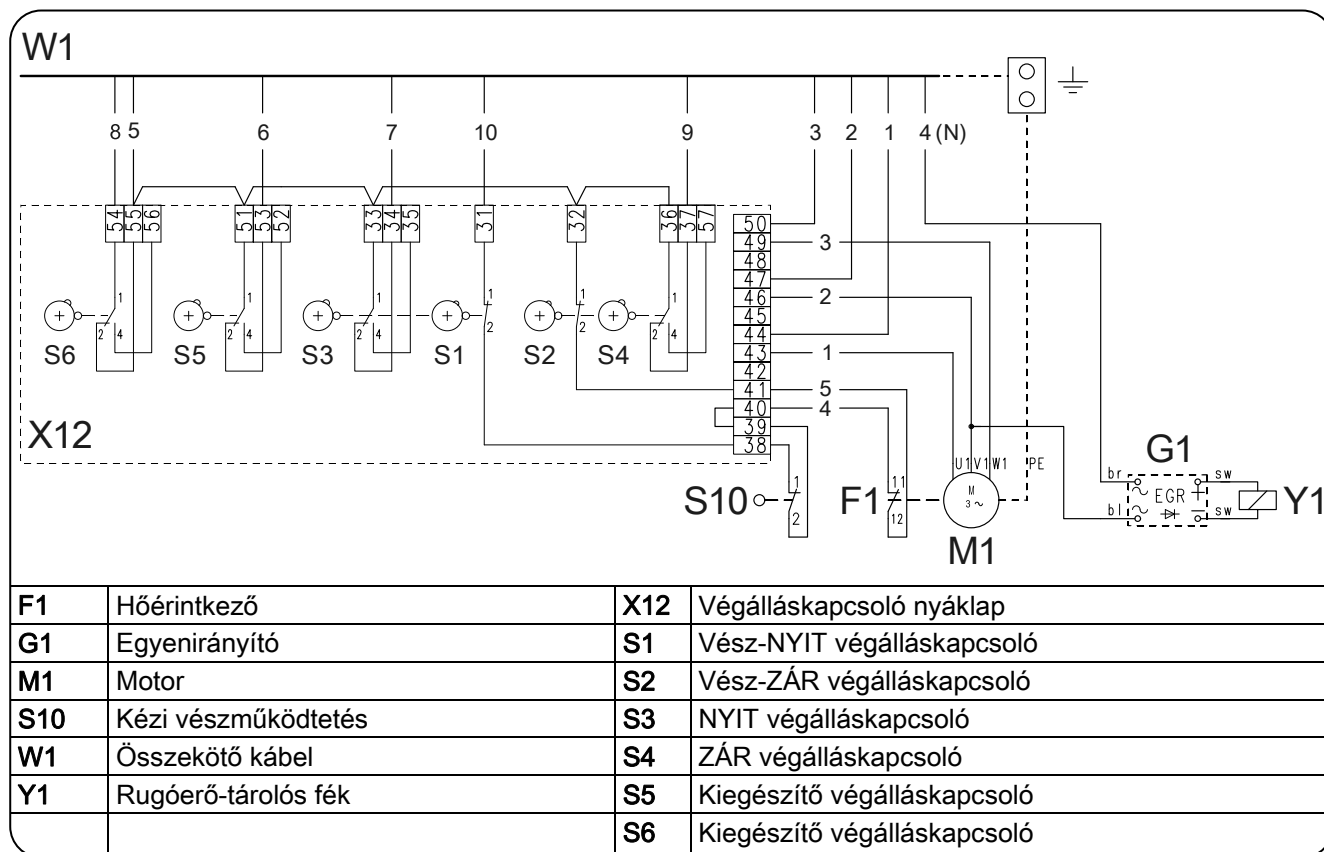 W1
8 5 6 7 10 9 3 2 1 4 (N)
54 55 56 51 53 52 33 34 35 31 32 36 37 57
50
49 3
48
47
46 2
45
44
43 1
42
41 5
40 4
39
38
1 1 1 1
2 4 2 4 2 4 2 2 2 4
S6 S5 S3 S1 S2 S4
X12
S10 1 2
F1 11 12
U1 V1 W1 PE
M
3 ~
M1
G1
br sw
EGR
bl sw
Y1
F1 Hőérintkező X12 Végálláskapcsoló nyáklap
G1 Egyenirányító S1 Vész-NYIT végálláskapcsoló
M1 Motor S2 Vész-ZÁR végálláskapcsoló
S10 Kézi vészműködtetés S3 NYIT végálláskapcsoló
W1 Összekötő kábel S4 ZÁR végálláskapcsoló
Y1 Rugóerő-tárolós fék S5 Kiegészítő végálláskapcsoló
S6 Kiegészítő végálláskapcsoló